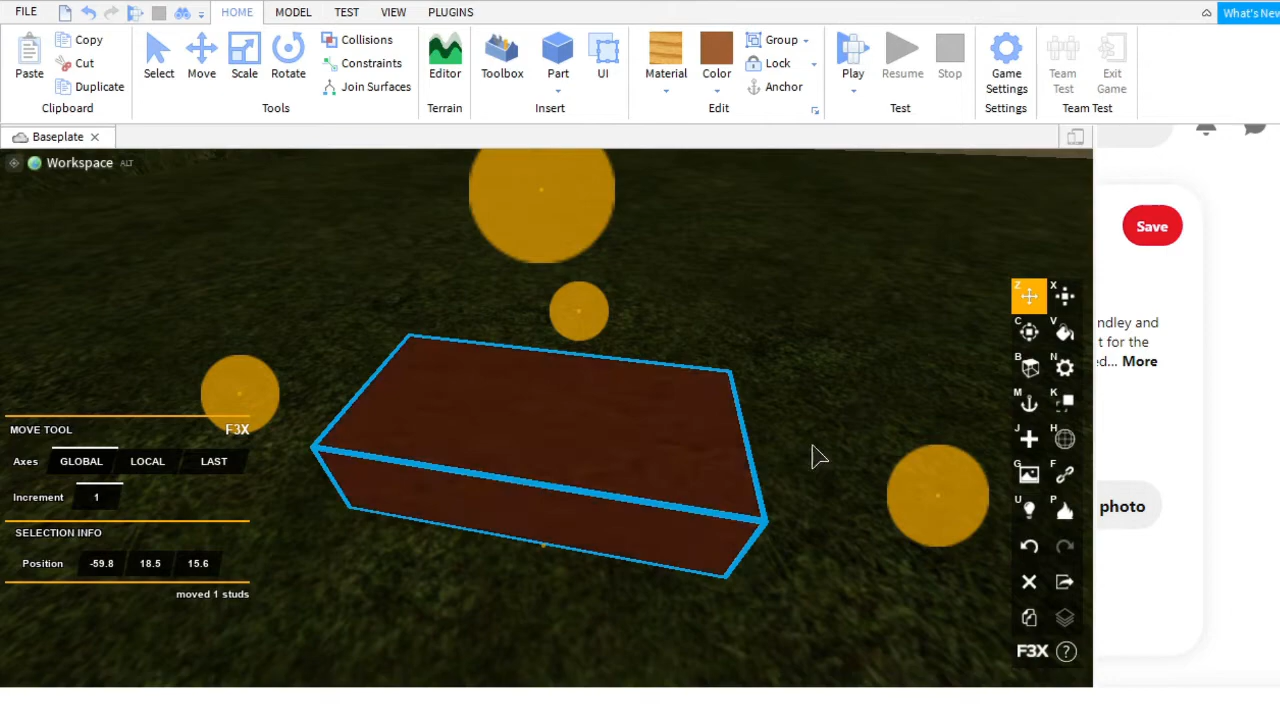 FILE HOME MODEL TEST VIEW PLUGINS What's New
Paste Copy Cut Duplicate Clipboard
Select Move Scale Rotate Collisions Constraints Join Surfaces Tools
Editor Terrain
Toolbox Part UI Insert
Material Color Group Lock Anchor Edit
Play Resume Stop Test
Game Settings Settings
Team Test Exit Game Team Test
Baseplate
Workspace ALT
Save
Z X
C V
B N
M K
J H
G F
U P
F3X ?
MOVE TOOL F3X
Axes GLOBAL LOCAL LAST
Increment 1
SELECTION INFO
Position -59.8 18.5 15.6
moved 1 studs
ndley and
t for the
ed... More
photo